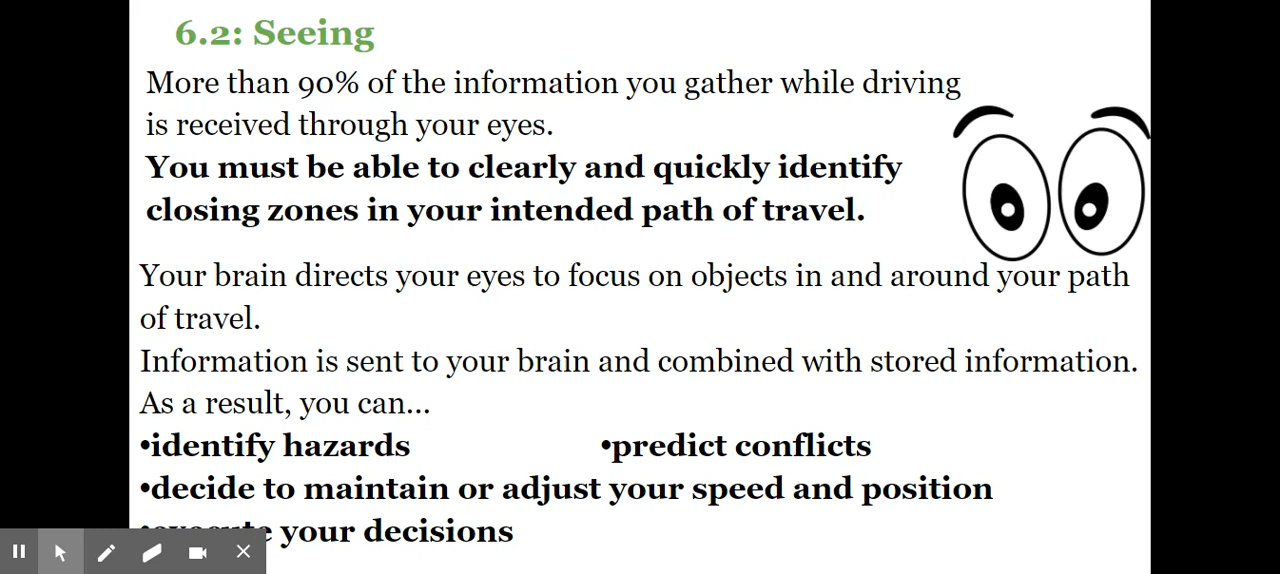 6.2: Seeing
More than 90% of the information you gather while driving
is received through your eyes.
You must be able to clearly and quickly identify
closing zones in your intended path of travel.
Your brain directs your eyes to focus on objects in and around your path
of travel.
Information is sent to your brain and combined with stored information.
As a result, you can...
•identify hazards •predict conflicts
•decide to maintain or adjust your speed and position
•execute your decisions